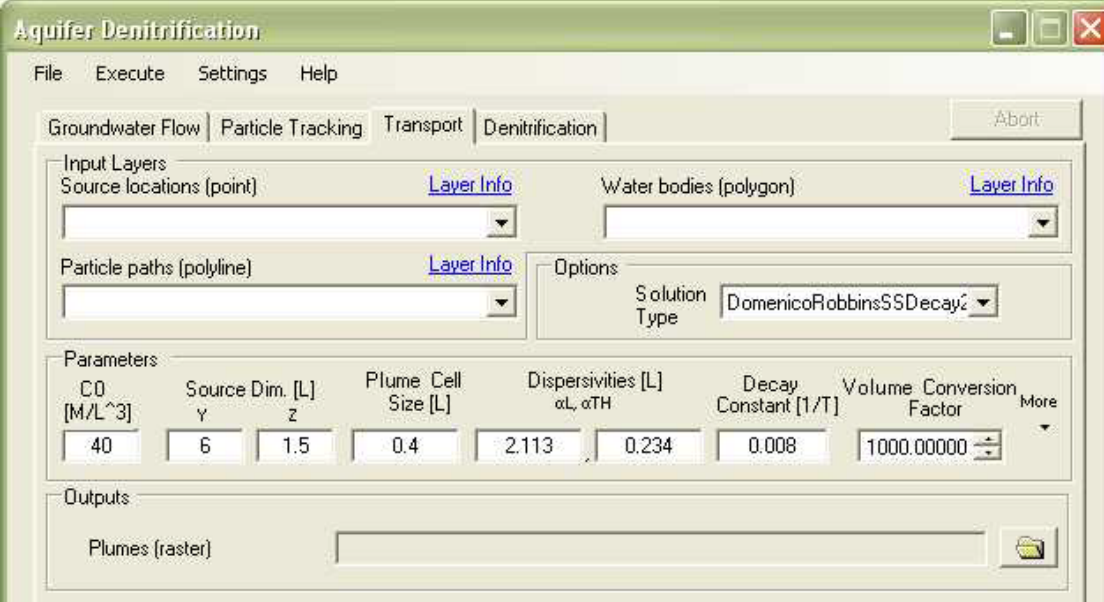 Aquifer Denitrification
File Execute Settings Help
Groundwater Flow Particle Tracking Transport Denitrification Abort
Input Layers
Source locations (point) Layer Info Water bodies (polygon) Layer Info
Particle paths (polyline) Layer Info Options
Solution Type DomenicoRobbinsSSDecay2
Parameters
C0 [M/L^3] Source Dim. [L] Y Z Plume Cell Size [L] Dispersivities [L] αL, αTH Decay Constant [1/T] Volume Conversion Factor More
40 6 1.5 0.4 2.113 , 0.234 0.008 1000.00000
Outputs
Plumes (raster)